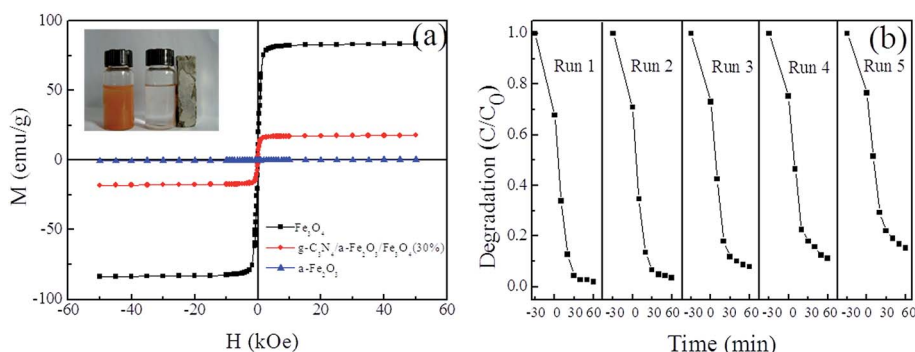 (a)
M (emu/g)
100
50
0
-50
-100
Fe₃O₄
g-C₃N₄/a-Fe₂O₃/Fe₃O₄(30%)
a-Fe₂O₃
-60 -40 -20 0 20 40 60
H (kOe)
(b)
Degradation (C/C₀)
1.0
0.8
0.6
0.4
0.2
0.0
Run 1 Run 2 Run 3 Run 4 Run 5
-30 0 30 60 -30 0 30 60 -30 0 30 60 -30 0 30 60 -30 0 30 60
Time (min)